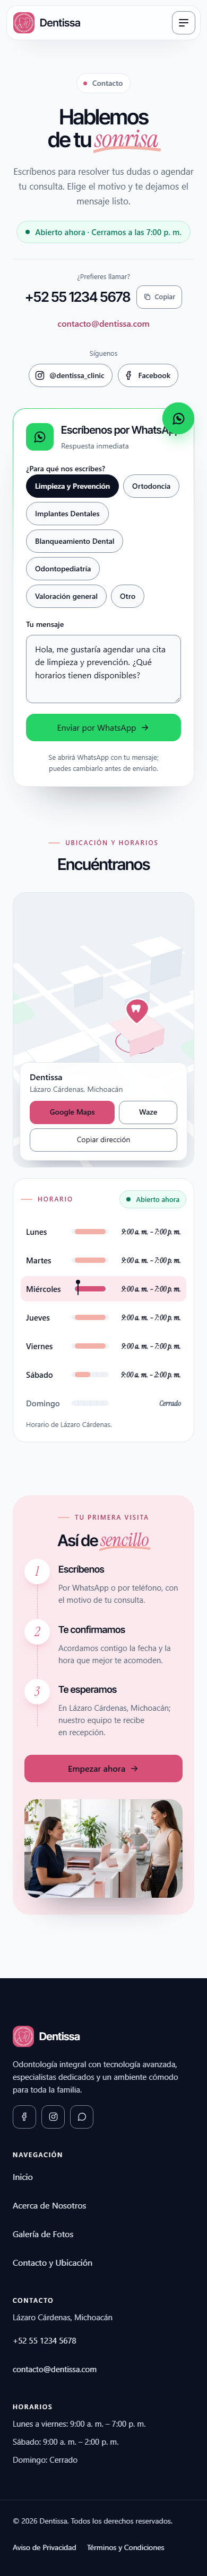 Dentissa
Contacto
Hablemos
de tu sonrisa
Escríbenos para resolver tus dudas o agendar
tu consulta. Elige el motivo y te dejamos el
mensaje listo.
Abierto ahora · Cerramos a las 7:00 p. m.
¿Prefieres llamar?
+52 55 1234 5678
Copiar
contacto@dentissa.com
Síguenos
@dentissa_clinic
Facebook
Escríbenos por WhatsApp
Respuesta inmediata
¿Para qué nos escribes?
Limpieza y Prevención
Ortodoncia
Implantes Dentales
Blanqueamiento Dental
Odontopediatría
Valoración general
Otro
Tu mensaje
Hola, me gustaría agendar una cita
de limpieza y prevención. ¿Qué
horarios tienen disponibles?
Enviar por WhatsApp →
Se abrirá WhatsApp con tu mensaje;
puedes cambiarlo antes de enviarlo.
UBICACIÓN Y HORARIOS
Encuéntranos
Dentissa
Lázaro Cárdenas, Michoacán
Google Maps
Waze
Copiar dirección
HORARIO
Abierto ahora
Lunes 9:00 a. m. – 7:00 p. m.
Martes 9:00 a. m. – 7:00 p. m.
Miércoles 9:00 a. m. – 7:00 p. m.
Jueves 9:00 a. m. – 7:00 p. m.
Viernes 9:00 a. m. – 7:00 p. m.
Sábado 9:00 a. m. – 2:00 p. m.
Domingo Cerrado
Horario de Lázaro Cárdenas.
TU PRIMERA VISITA
Así de sencillo
1
Escríbenos
Por WhatsApp o por teléfono, con
el motivo de tu consulta.
2
Te confirmamos
Acordamos contigo la fecha y la
hora que mejor te acomoden.
3
Te esperamos
En Lázaro Cárdenas, Michoacán;
nuestro equipo te recibe
en recepción.
Empezar ahora →
Dentissa
Odontología integral con tecnología avanzada,
especialistas dedicados y un ambiente cómodo
para toda la familia.
NAVEGACIÓN
Inicio
Acerca de Nosotros
Galería de Fotos
Contacto y Ubicación
CONTACTO
Lázaro Cárdenas, Michoacán
+52 55 1234 5678
contacto@dentissa.com
HORARIOS
Lunes a viernes: 9:00 a. m. – 7:00 p. m.
Sábado: 9:00 a. m. – 2:00 p. m.
Domingo: Cerrado
© 2026 Dentissa. Todos los derechos reservados.
Aviso de Privacidad
Términos y Condiciones